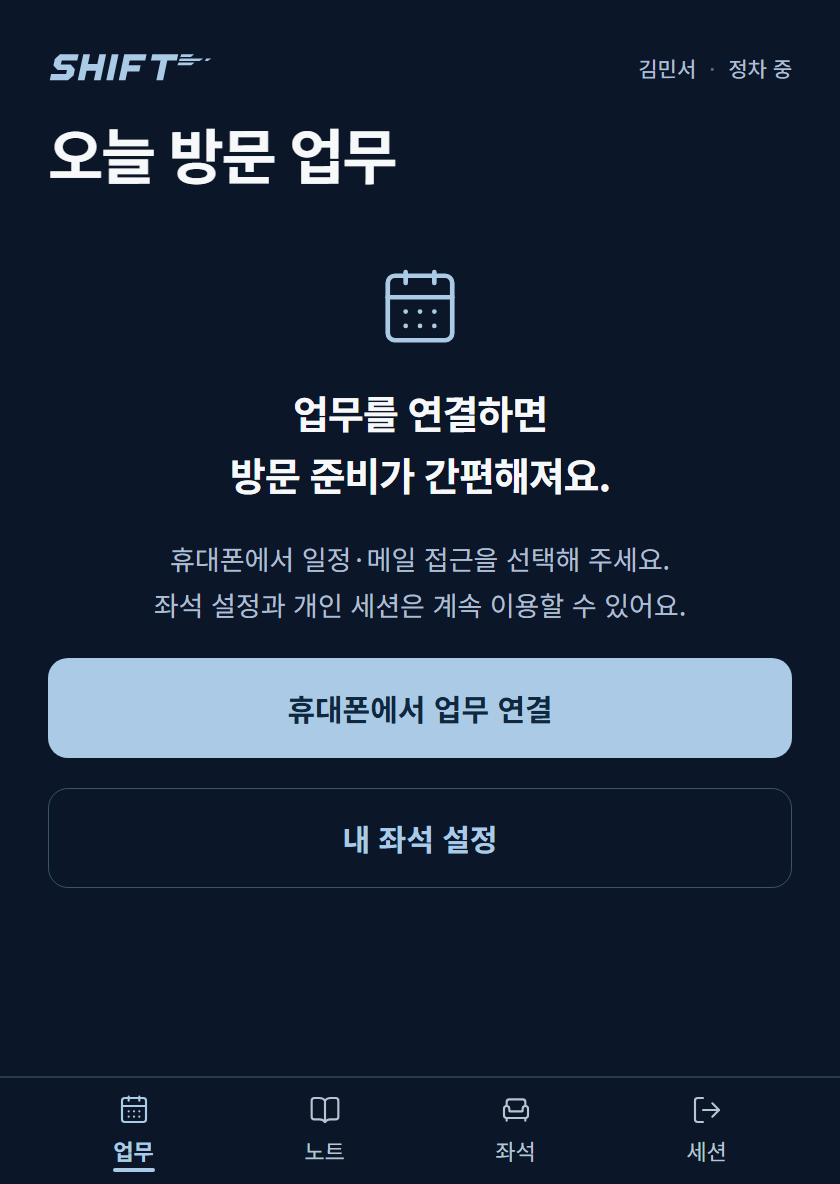 SHIFT
김민서 · 정차 중
오늘 방문 업무
업무를 연결하면
방문 준비가 간편해져요.
휴대폰에서 일정·메일 접근을 선택해 주세요.
좌석 설정과 개인 세션은 계속 이용할 수 있어요.
휴대폰에서 업무 연결
내 좌석 설정
업무
노트
좌석
세션